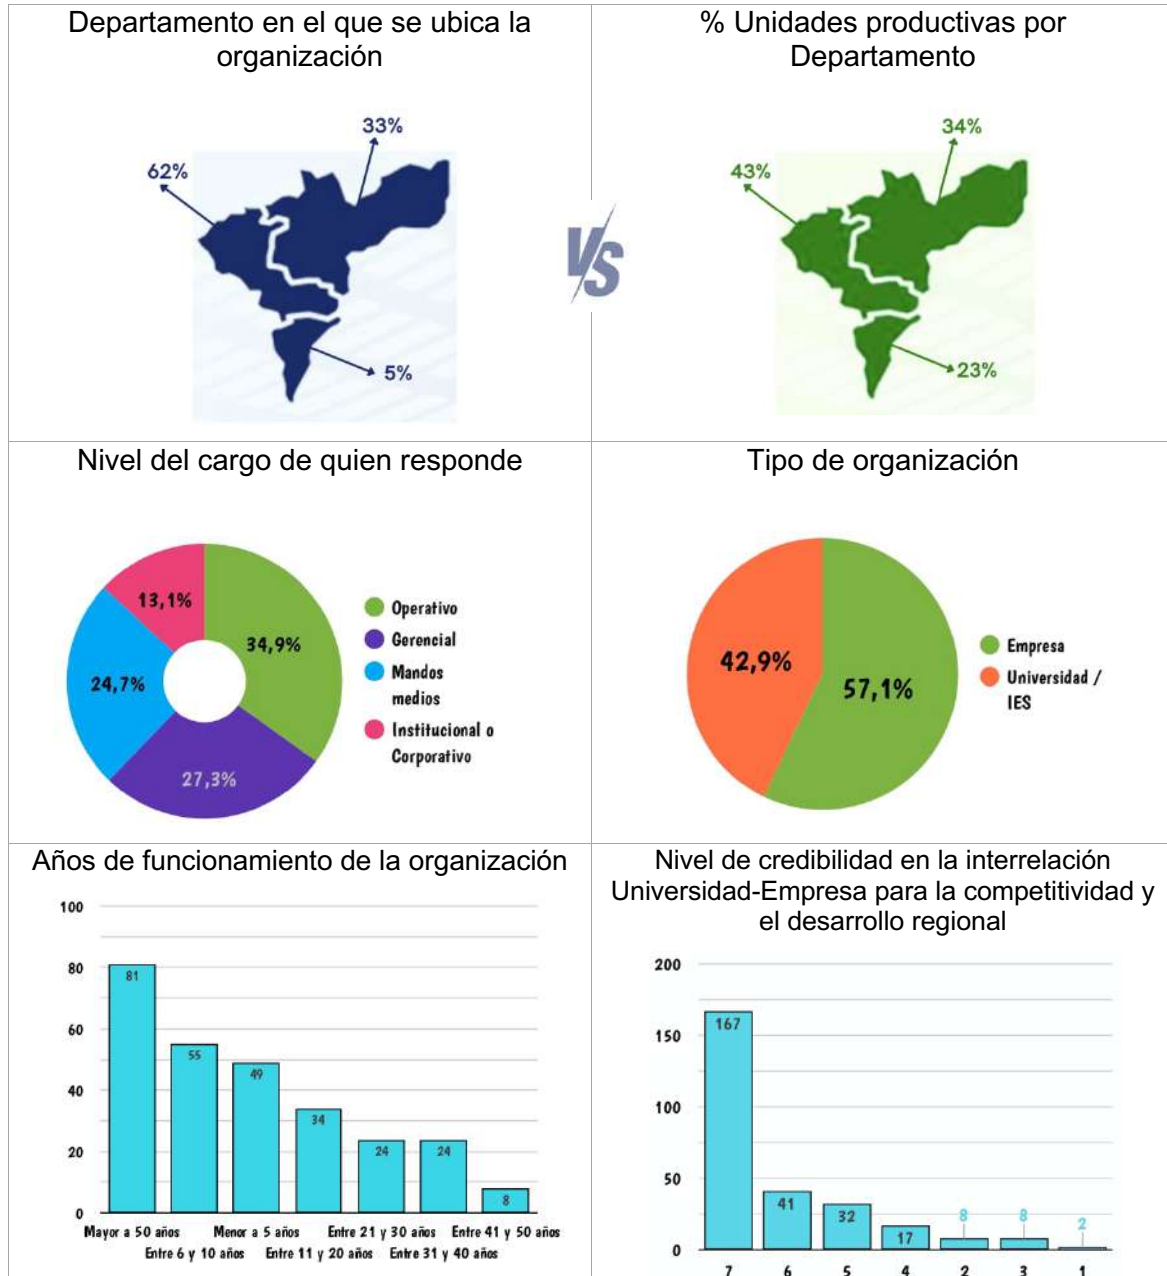 Departamento en el que se ubica la
organización
33%
62%
5%
% Unidades productivas por
Departamento
34%
43%
23%
VS
Nivel del cargo de quien responde
13,1%
34,9%
24,7%
27,3%
Operativo
Gerencial
Mandos
medios
Institucional o
Corporativo
Tipo de organización
42,9%
57,1%
Empresa
Universidad /
IES
Años de funcionamiento de la organización
100
80
60
40
20
0
81
55
49
34
24
24
8
Mayor a 50 años
Entre 6 y 10 años
Menor a 5 años
Entre 11 y 20 años
Entre 21 y 30 años
Entre 31 y 40 años
Entre 41 y 50 años
Nivel de credibilidad en la interrelación
Universidad-Empresa para la competitividad y
el desarrollo regional
200
150
100
50
0
167
41
32
17
8
8
2
7
6
5
4
2
3
1